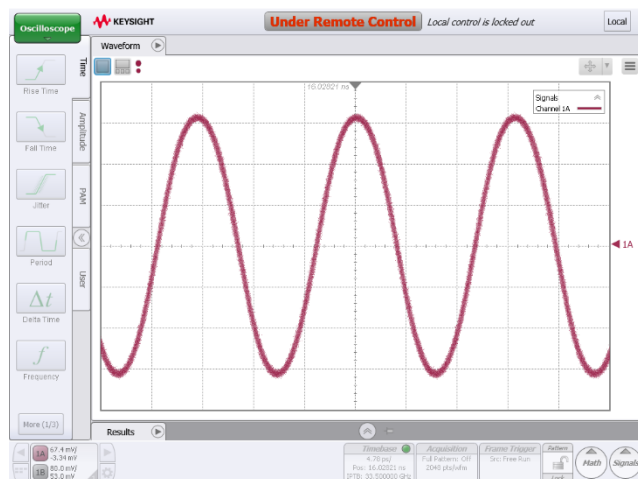 Oscilloscope
KEYSIGHT
Under Remote Control
Local control is locked out
Local
Waveform
Time
Rise Time
16.02821 ns
Signals
Channel 1A
Amplitude
Fall Time
Jitter
PAM
1A
Period
User
Δt
Delta Time
f
Frequency
More (1/3)
Results
1A
67.4 mV/
-3.34 mV
1B
80.0 mV/
53.0 mV
Timebase
4.78 ps/
Pos: 16.02821 ns
Acquisition
Full Pattern: Off
2048 pts/wfm
Frame Trigger
Src: Free Run
Pattern
Lock
Math
Signals